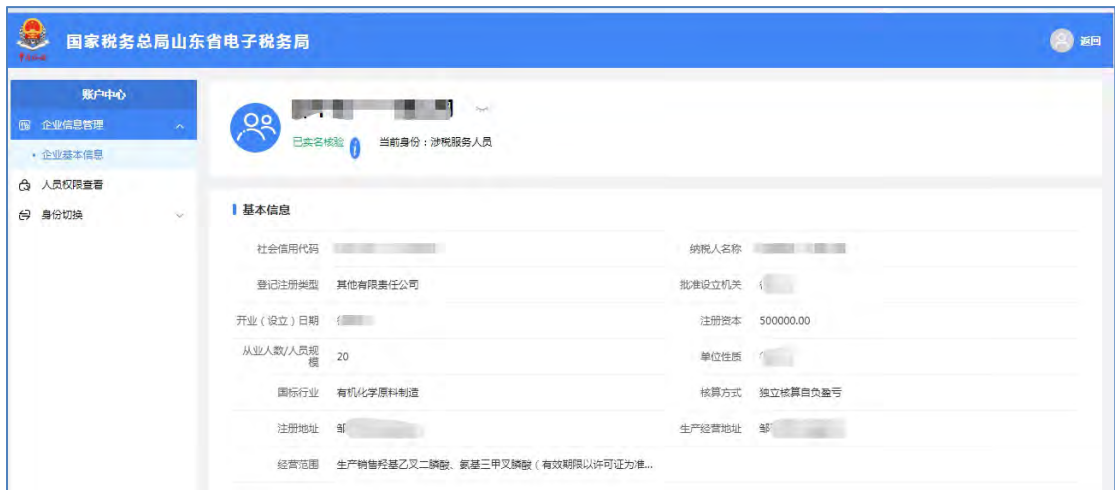 国家税务总局山东省电子税务局
返回
账户中心
企业信息管理
企业基本信息
人员权限查看
身份切换
已实名核验
当前身份：涉税服务人员
基本信息
社会信用代码
纳税人名称
登记注册类型 其他有限责任公司
批准设立机关
开业（设立）日期
注册资本 500000.00
从业人数/人员规
模
20
单位性质
国标行业 有机化学原料制造
核算方式 独立核算自负盈亏
注册地址 邹
生产经营地址 邹
经营范围 生产销售羟基乙叉二膦酸、氨基三甲叉膦酸（有效期限以许可证为准...